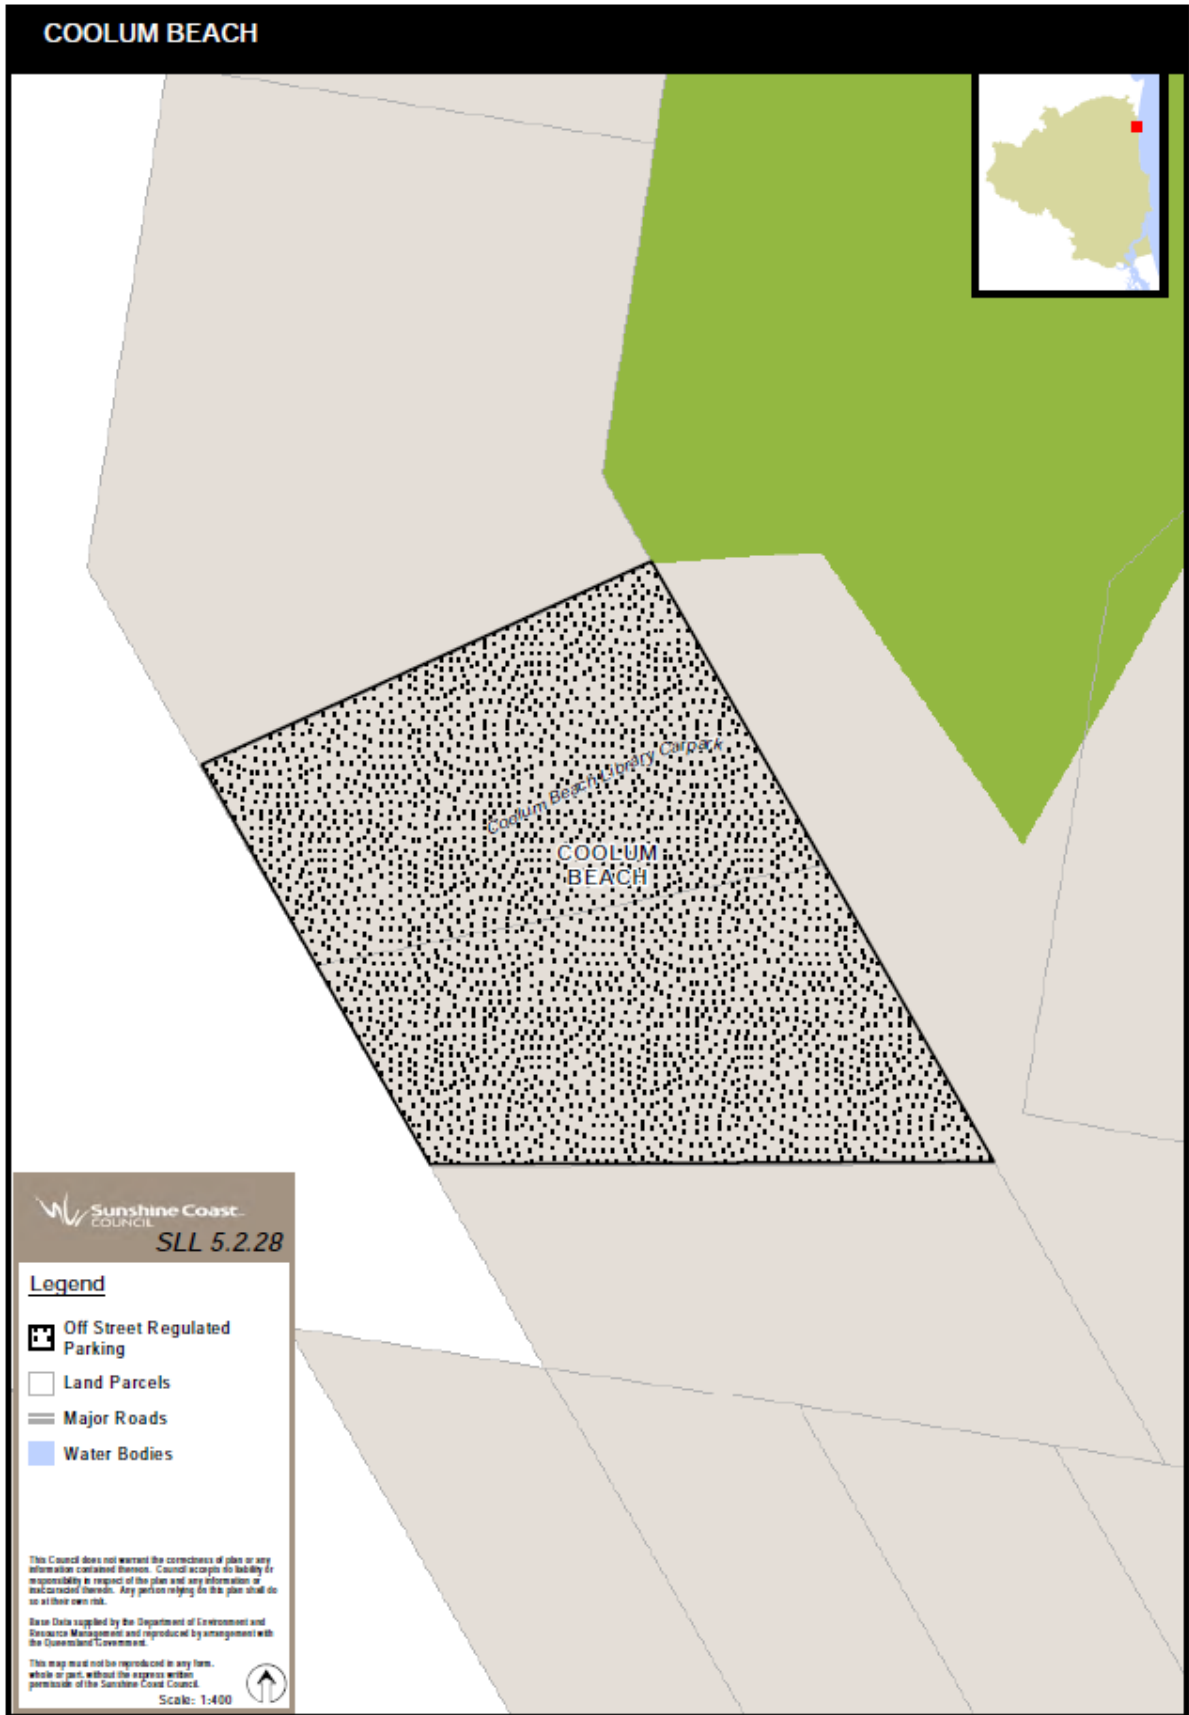 COOLUM BEACH
Coolum Beach Library Carpark
COOLUM
BEACH
Sunshine Coast
COUNCIL
SLL 5.2.28
Legend
Off Street Regulated
Parking
Land Parcels
Major Roads
Water Bodies
This Council does not warrant the correctness of plan or any
information contained thereon. Council accepts no liability or
responsibility in respect of the plan and any information or
inaccuracied therein. Any person relying on this plan shall do
so at their own risk.
Base Data supplied by the Department of Environment and
Resource Management and reproduced by arrangement with
the Queensland Government.
This map must not be reproduced in any form,
whole or part, without the express written
permission of the Sunshine Coast Council.
Scale: 1:400